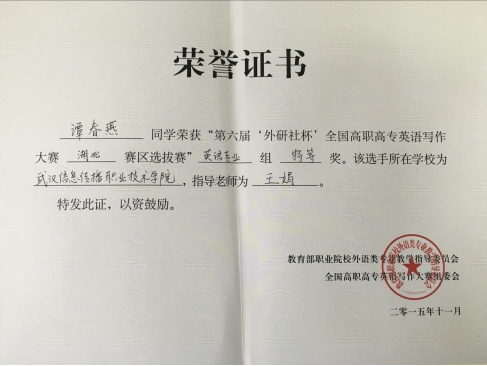 荣誉证书
谭春燕 同学荣获“第六届‘外研社杯’全国高职高专英语写作
大赛 湖北 赛区选拔赛”英语专业 组 特等 奖。该选手所在学校为
武汉信息传播职业技术学院，指导老师为 王娟 。
特发此证，以资鼓励。
教育部职业院校外语类专业教学指导委员会
全国高职高专英语写作大赛组委会
二〇一五年十一月